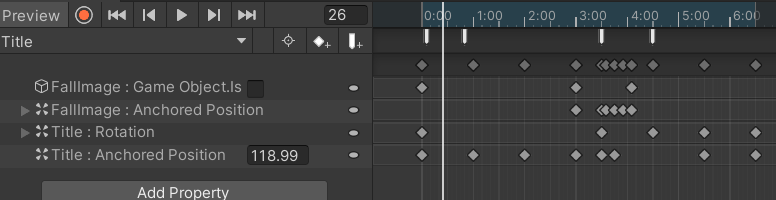 Preview 26 0:00 1:00 2:00 3:00 4:00 5:00 6:00
Title
FallImage : Game Object.Is
FallImage : Anchored Position
Title : Rotation
Title : Anchored Position 118.99
Add Property